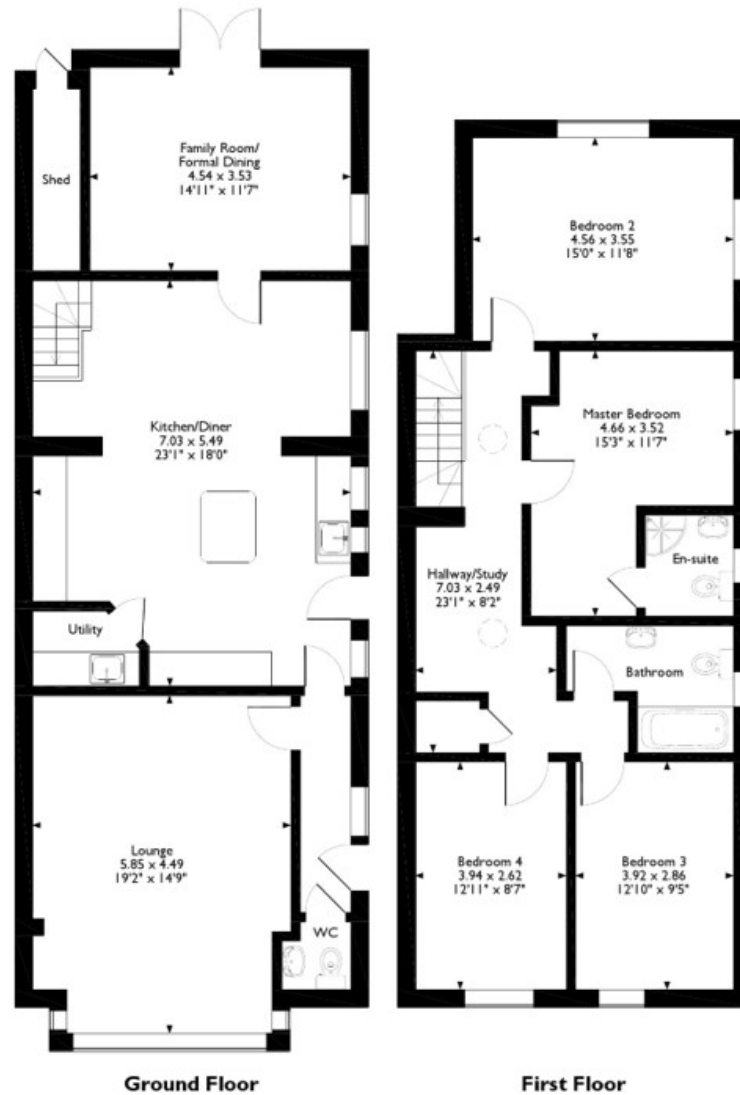 Shed
Family Room/
Formal Dining
4.54 x 3.53
14'11" x 11'7"
Kitchen/Diner
7.03 x 5.49
23'1" x 18'0"
Utility
Lounge
5.85 x 4.49
19'2" x 14'9"
WC
Ground Floor
Bedroom 2
4.56 x 3.55
15'0" x 11'8"
Master Bedroom
4.66 x 3.52
15'3" x 11'7"
En-suite
Hallway/Study
7.03 x 2.49
23'1" x 8'2"
Bathroom
Bedroom 4
3.94 x 2.62
12'11" x 8'7"
Bedroom 3
3.92 x 2.86
12'10" x 9'5"
First Floor